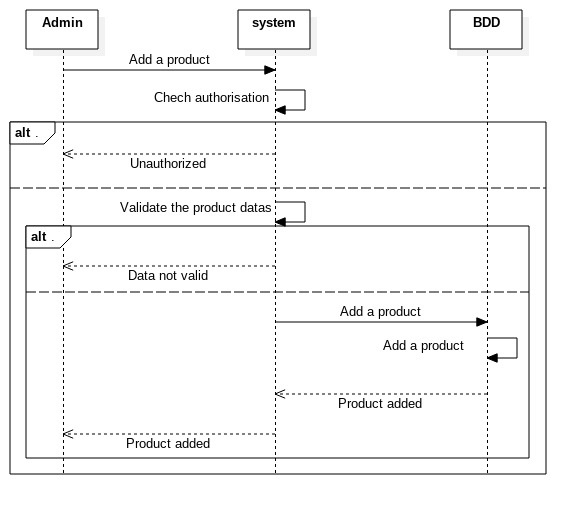 Admin
system
BDD
Add a product
Chech authorisation
alt .
Unauthorized
Validate the product datas
alt .
Data not valid
Add a product
Add a product
Product added
Product added